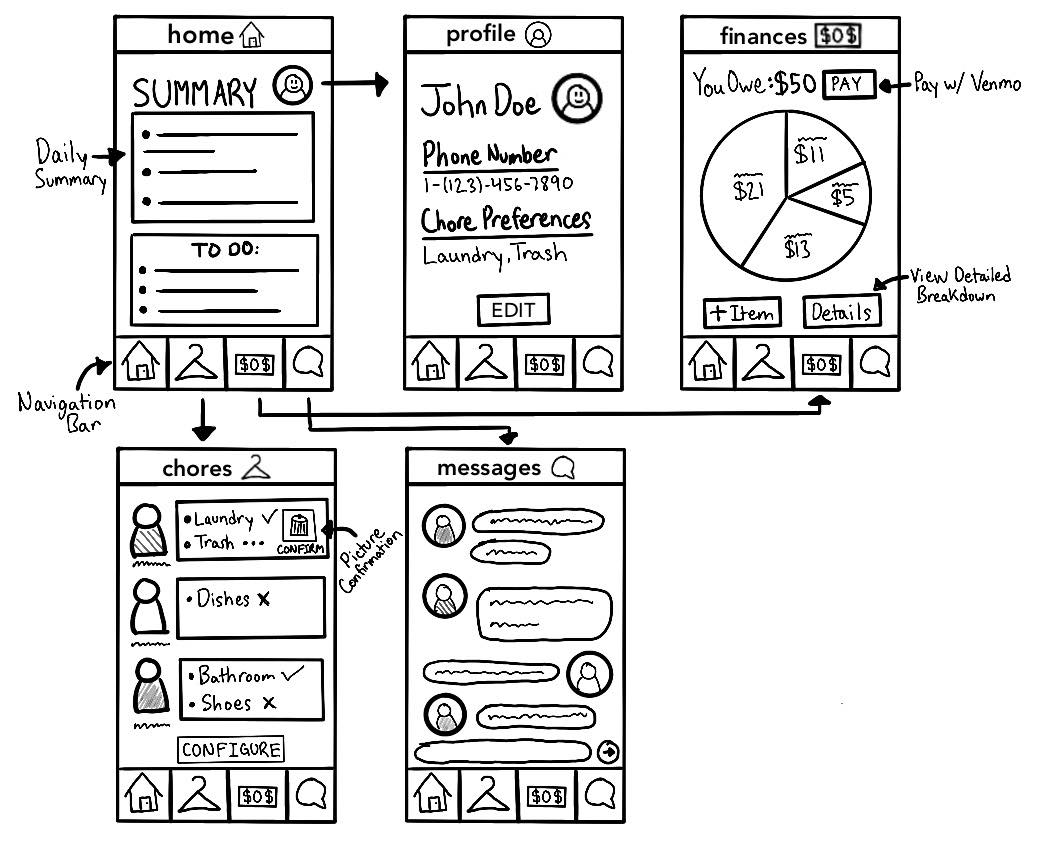 home
SUMMARY
Daily
Summary
TO DO:
Navigation
Bar
profile
John Doe
Phone Number
1-(123)-456-7890
Chore Preferences
Laundry, Trash
EDIT
$0$
finances $0$
You Owe: $50 PAY
Pay w/ Venmo
$11
$21
$5
$13
View Detailed
Breakdown
+ Item Details
$0$
$0$
chores
Laundry ✓
Trash ...
CONFIRM
Picture
Confirmation
Dishes x
Bathroom ✓
Shoes x
CONFIGURE
$0$
messages
$0$